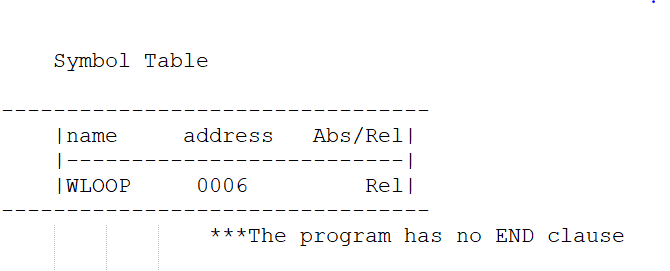 Symbol Table
---------------------------------
|name     address   Abs/Rel|
|--------------------------|
|WLOOP     0006         Rel|
---------------------------------
***The program has no END clause